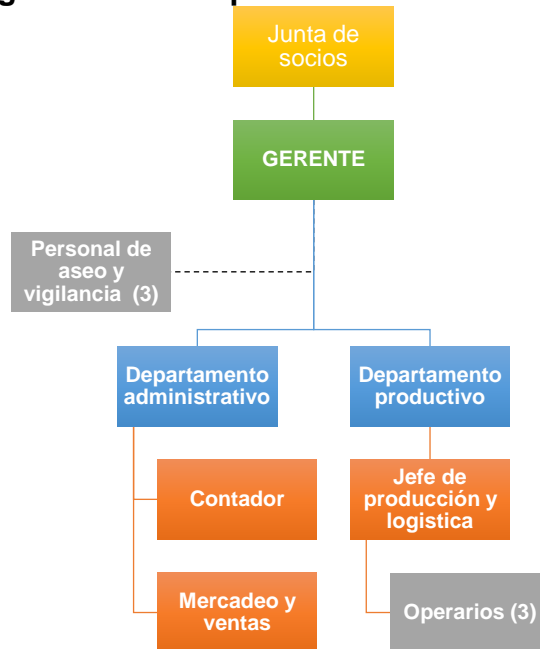 Junta de
socios
GERENTE
Personal de
aseo y
vigilancia (3)
Departamento
administrativo
Departamento
productivo
Contador
Jefe de
producción y
logistica
Mercadeo y
ventas
Operarios (3)